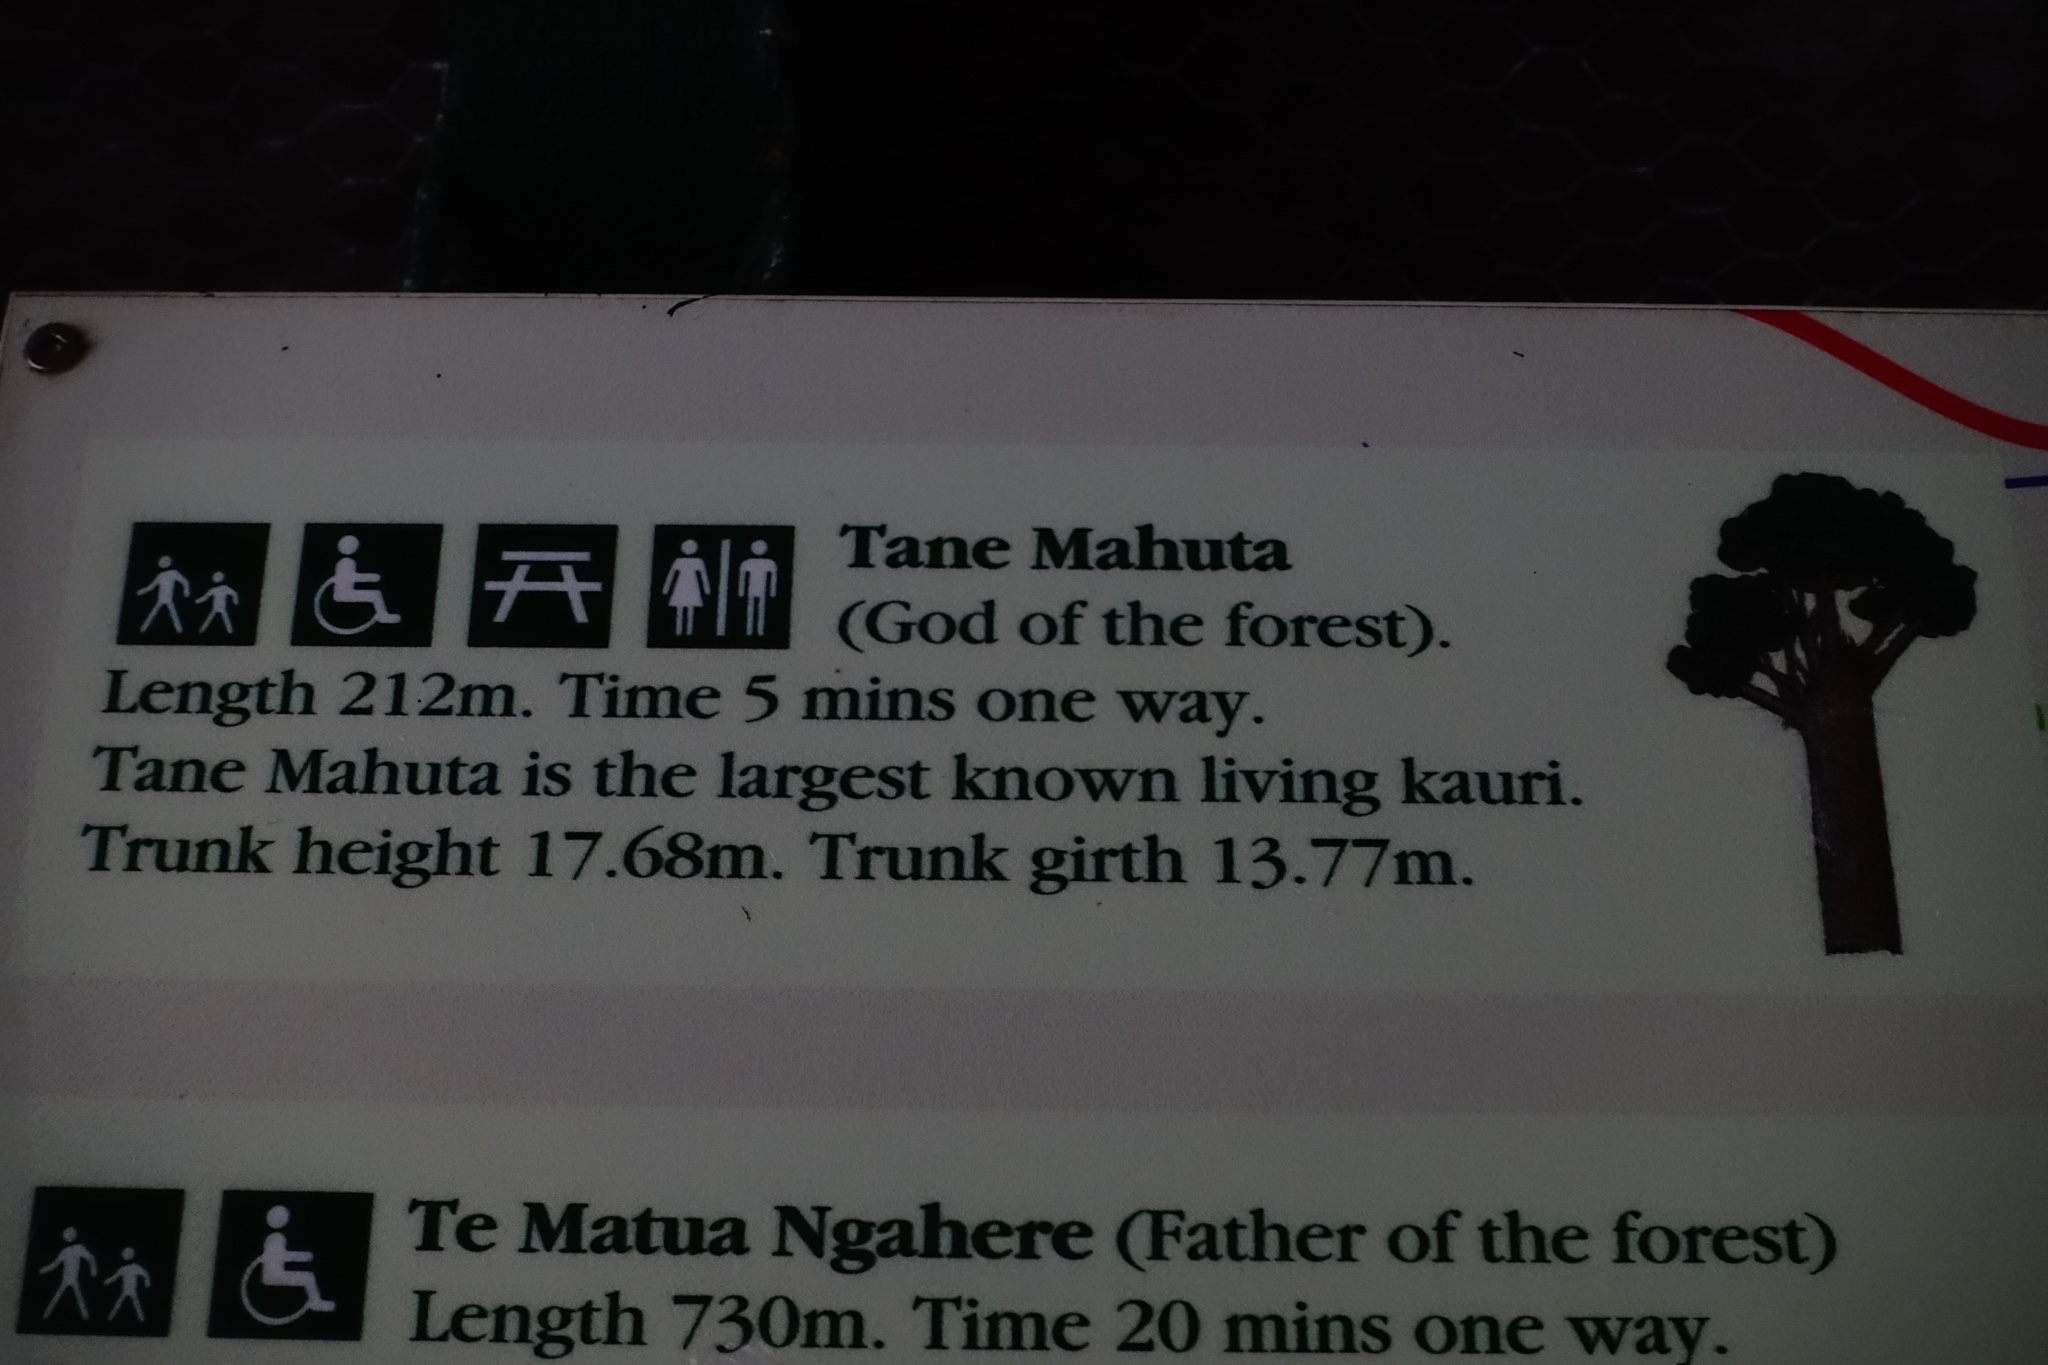 Tane Mahuta
(God of the forest).
Length 212m. Time 5 mins one way.
Tane Mahuta is the largest known living kauri.
Trunk height 17.68m. Trunk girth 13.77m.
Te Matua Ngahere (Father of the forest)
Length 730m. Time 20 mins one way.